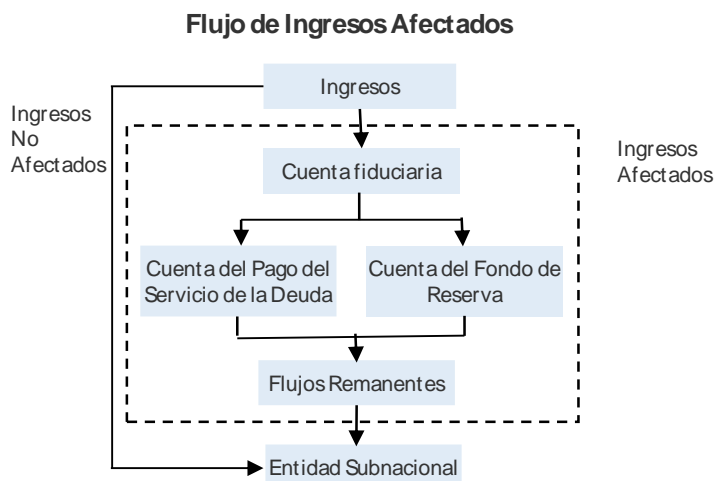 Flujo de Ingresos Afectados
Ingresos
Ingresos
No
Afectados
Ingresos
Afectados
Cuenta fiduciaria
Cuenta del Pago del
Servicio de la Deuda
Cuenta del Fondo de
Reserva
Flujos Remanentes
Entidad Subnacional